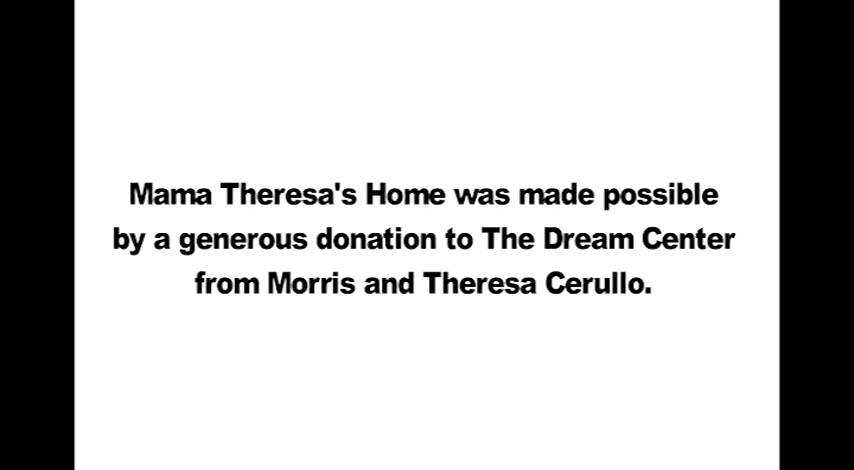 Mama Theresa's Home was made possible
by a generous donation to The Dream Center
from Morris and Theresa Cerullo.